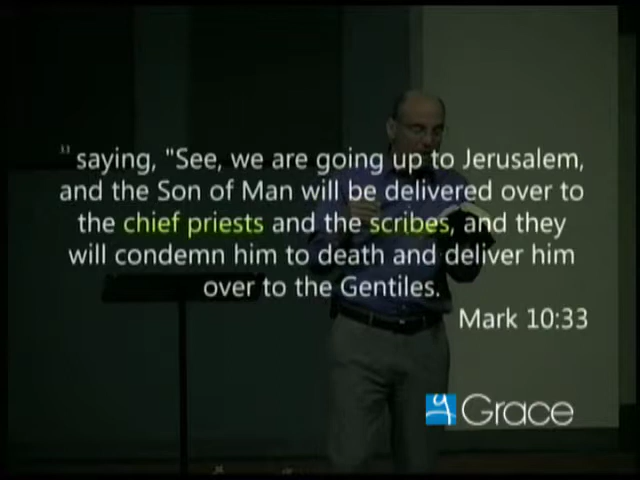 33 saying, "See, we are going up to Jerusalem,
and the Son of Man will be delivered over to
the chief priests and the scribes, and they
will condemn him to death and deliver him
over to the Gentiles.
Mark 10:33
Grace